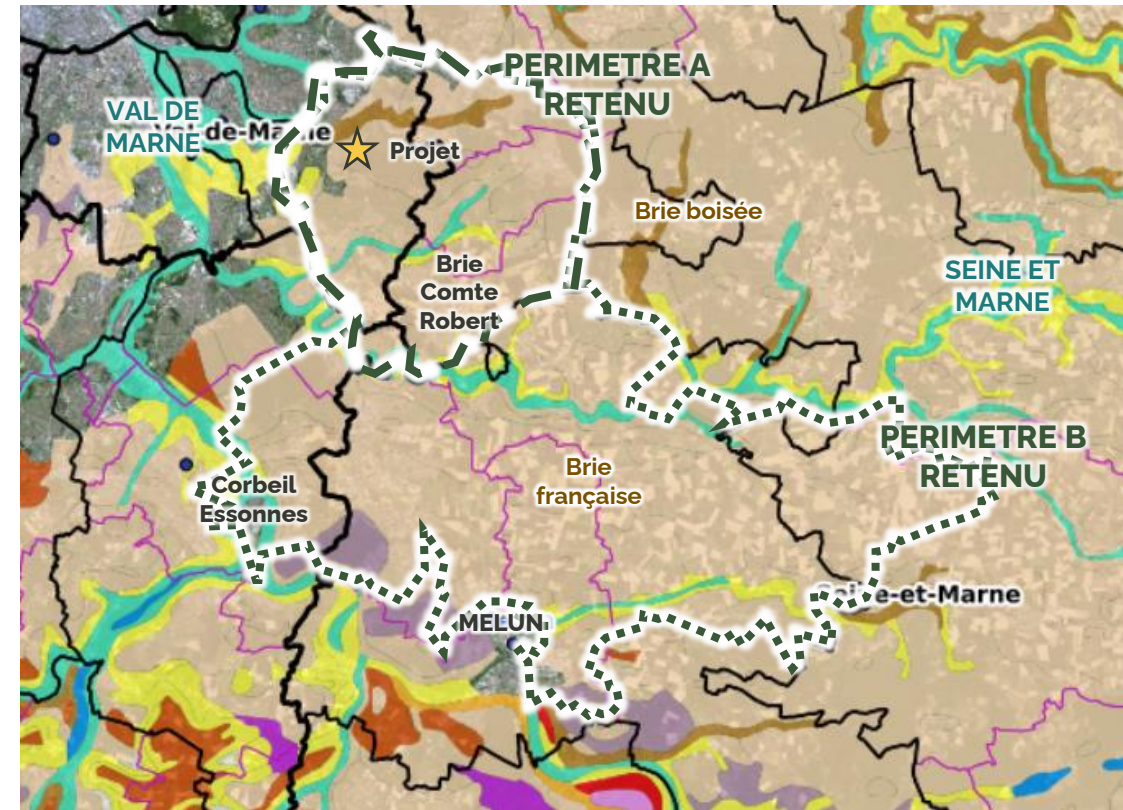 PERIMETRE A
RETENU
VAL DE
MARNE
Val-de-Marne
Projet
Brie boisée
Brie
Comte
Robert
SEINE ET
MARNE
PERIMETRE B
RETENU
Brie
française
Corbeil
Essonnes
Seine-et-Marne
MELUN